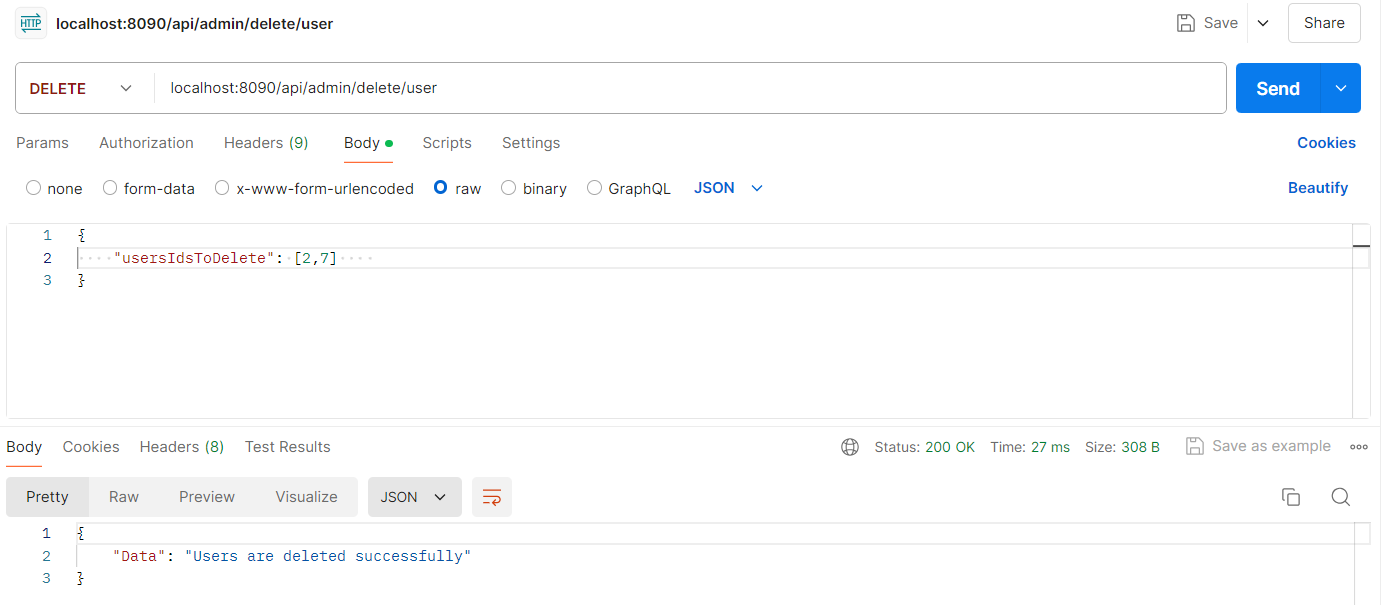 HTTP localhost:8090/api/admin/delete/user Save Share
DELETE localhost:8090/api/admin/delete/user Send
Params Authorization Headers (9) Body Scripts Settings Cookies
none form-data x-www-form-urlencoded raw binary GraphQL JSON Beautify
1 {
2 "usersIdsToDelete": [2,7]
3 }
Body Cookies Headers (8) Test Results Status: 200 OK Time: 27 ms Size: 308 B Save as example
Pretty Raw Preview Visualize JSON
1 {
2 "Data": "Users are deleted successfully"
3 }